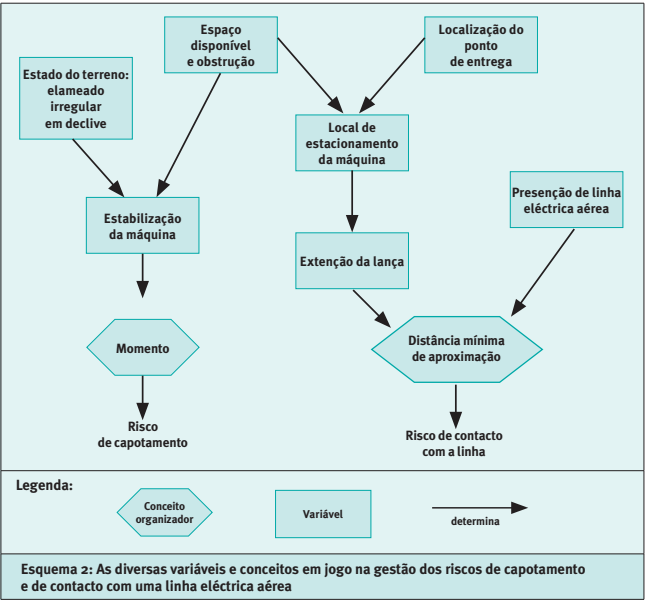 Espaço
disponível
e obstrução
Localização do
ponto
de entrega
Estado do terreno:
elameado
irregular
em declive
Local de
estacionamento
da máquina
Presenção de linha
eléctrica aérea
Estabilização
da máquina
Extenção da lança
Momento
Distância mínima
de aproximação
Risco
de capotamento
Risco de contacto
com a linha
Legenda:
Conceito
organizador
Variável
determina
Esquema 2: As diversas variáveis e conceitos em jogo na gestão dos riscos de capotamento
e de contacto com uma linha eléctrica aérea